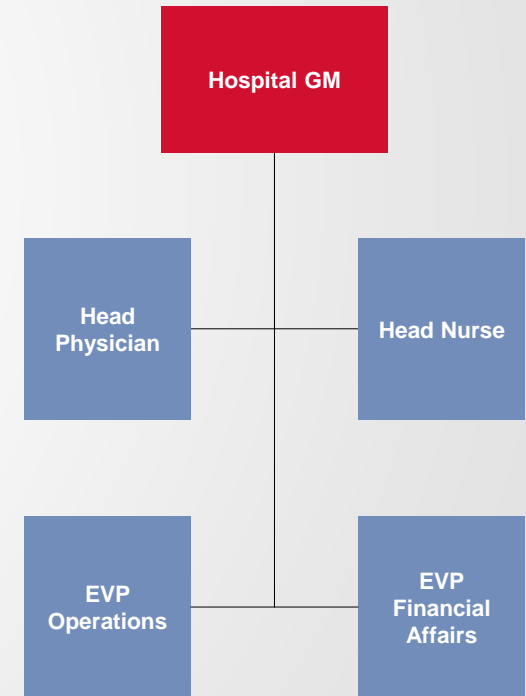 Hospital GM
Head
Physician
Head Nurse
EVP
Operations
EVP
Financial
Affairs